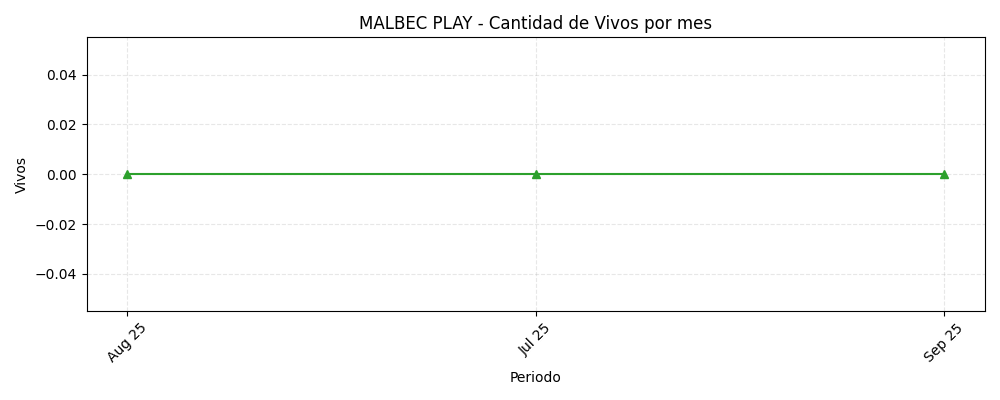 MALBEC PLAY - Cantidad de Vivos por mes
Vivos
0.04
0.02
0.00
−0.02
−0.04
Aug 25
Jul 25
Sep 25
Periodo